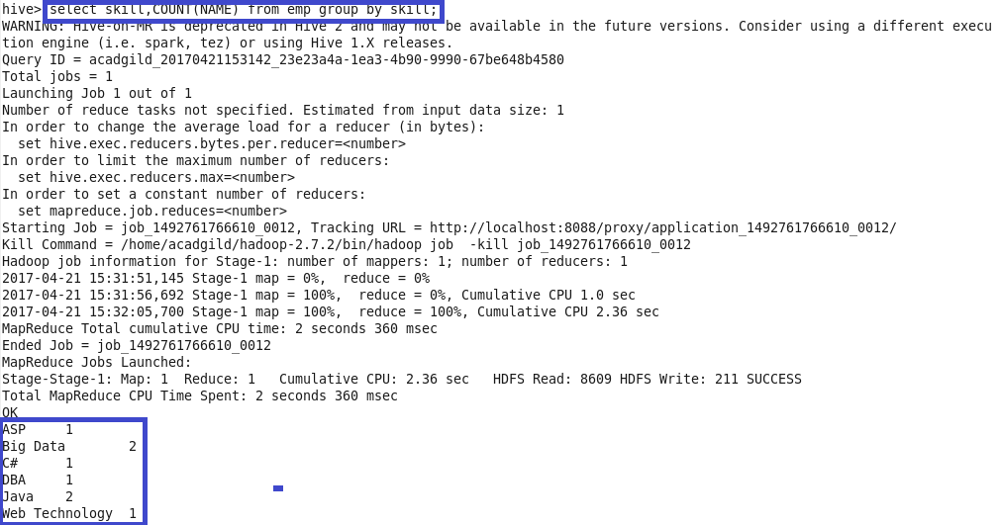 hive> select skill,COUNT(NAME) from emp group by skill;
WARNING: Hive-on-MR is deprecated in Hive 2 and may not be available in the future versions. Consider using a different execu
tion engine (i.e. spark, tez) or using Hive 1.X releases.
Query ID = acadgild_20170421153142_23e23a4a-1ea3-4b90-9990-67be648b4580
Total jobs = 1
Launching Job 1 out of 1
Number of reduce tasks not specified. Estimated from input data size: 1
In order to change the average load for a reducer (in bytes):
  set hive.exec.reducers.bytes.per.reducer=<number>
In order to limit the maximum number of reducers:
  set hive.exec.reducers.max=<number>
In order to set a constant number of reducers:
  set mapreduce.job.reduces=<number>
Starting Job = job_1492761766610_0012, Tracking URL = http://localhost:8088/proxy/application_1492761766610_0012/
Kill Command = /home/acadgild/hadoop-2.7.2/bin/hadoop job  -kill job_1492761766610_0012
Hadoop job information for Stage-1: number of mappers: 1; number of reducers: 1
2017-04-21 15:31:51,145 Stage-1 map = 0%,  reduce = 0%
2017-04-21 15:31:56,692 Stage-1 map = 100%,  reduce = 0%, Cumulative CPU 1.0 sec
2017-04-21 15:32:05,700 Stage-1 map = 100%,  reduce = 100%, Cumulative CPU 2.36 sec
MapReduce Total cumulative CPU time: 2 seconds 360 msec
Ended Job = job_1492761766610_0012
MapReduce Jobs Launched:
Stage-Stage-1: Map: 1  Reduce: 1   Cumulative CPU: 2.36 sec   HDFS Read: 8609 HDFS Write: 211 SUCCESS
Total MapReduce CPU Time Spent: 2 seconds 360 msec
OK
ASP     1
Big Data        2
C#      1
DBA     1
Java    2
Web Technology  1